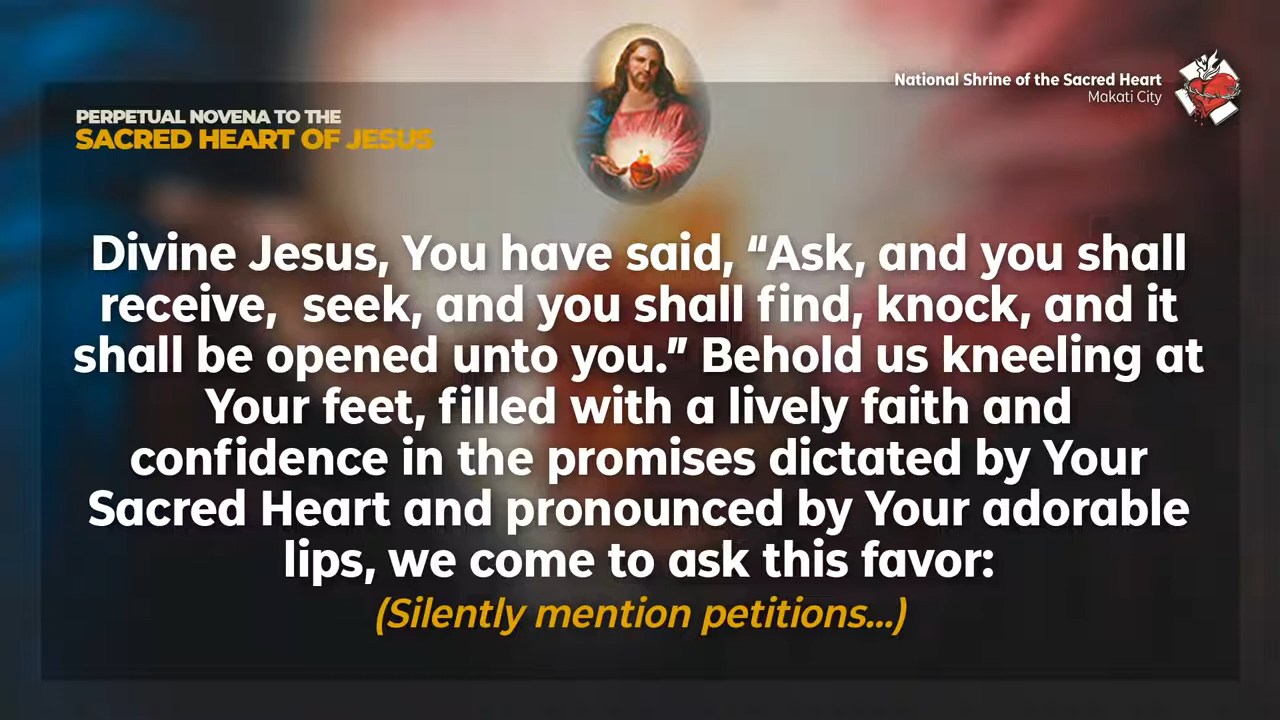 National Shrine of the Sacred Heart
Makati City
PERPETUAL NOVENA TO THE
SACRED HEART OF JESUS
Divine Jesus, You have said, “Ask, and you shall
receive,  seek, and you shall find, knock, and it
shall be opened unto you.” Behold us kneeling at
Your feet, filled with a lively faith and
confidence in the promises dictated by Your
Sacred Heart and pronounced by Your adorable
lips, we come to ask this favor:
(Silently mention petitions...)